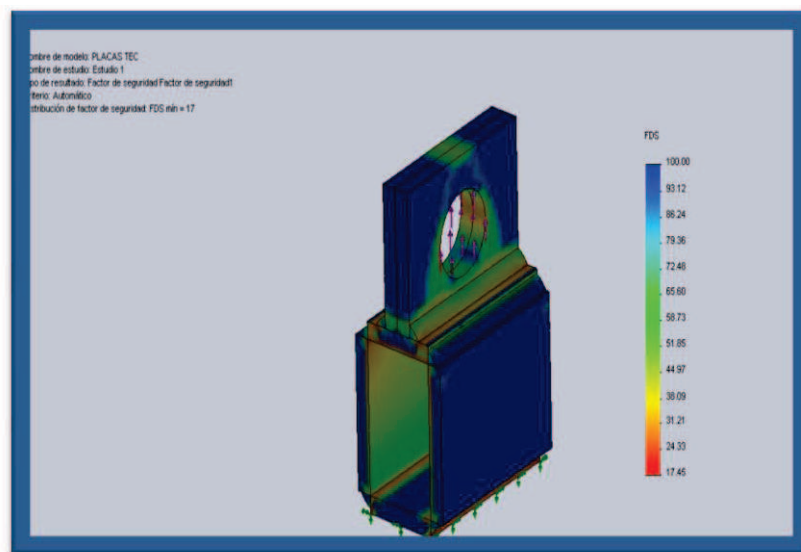 ombre de modelo: PLACAS TEC
ombre de estudio: Estudio 1
po de resultado: Factor de seguridad Factor de seguridad1
riterio: Automático
stribución de factor de seguridad: FDS mín = 17
FDS
100.00
93.12
86.24
79.36
72.48
65.60
58.73
51.85
44.97
38.09
31.21
24.33
17.45